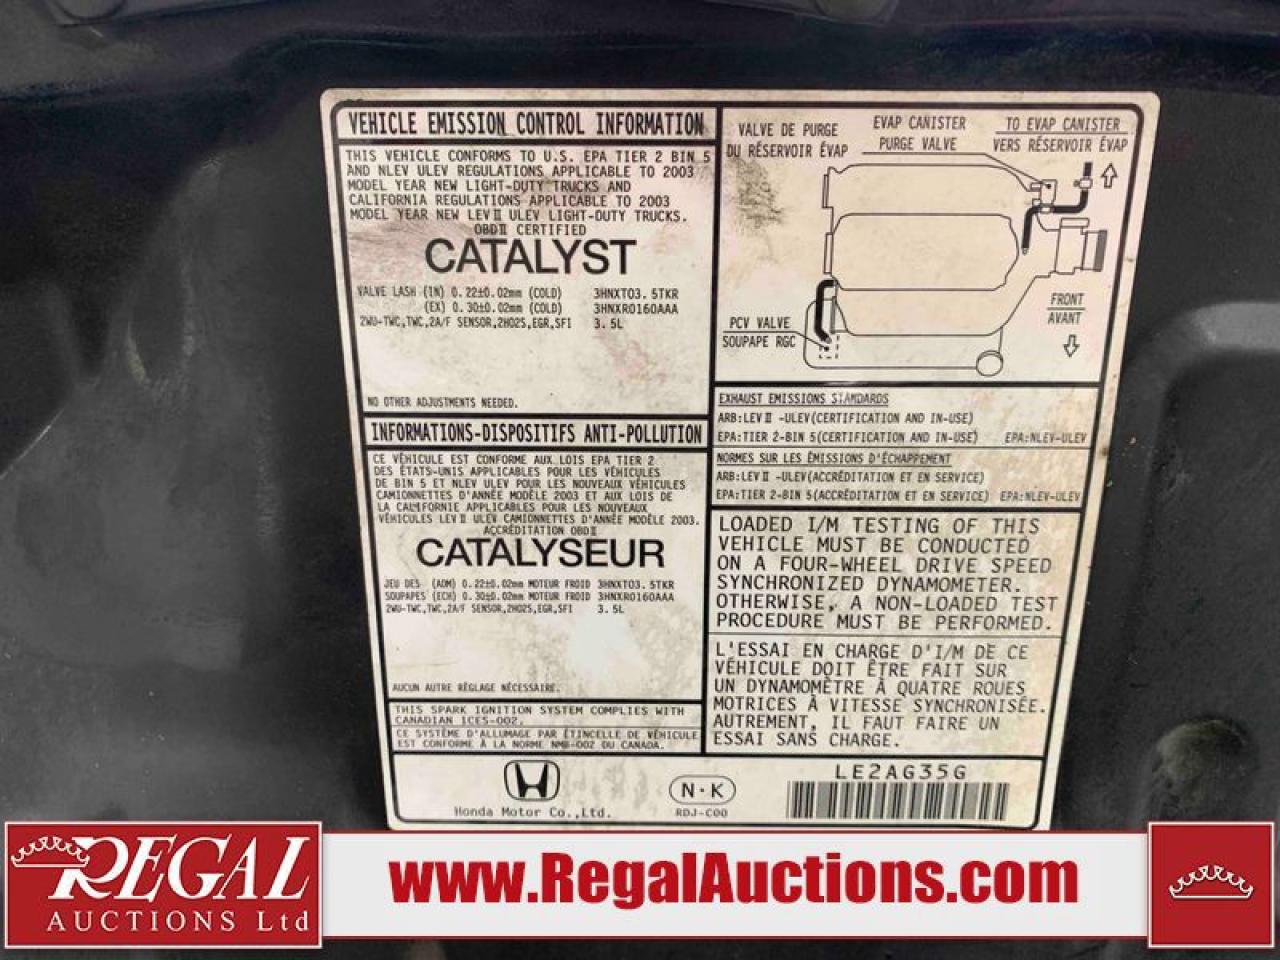 VEHICLE EMISSION CONTROL INFORMATION
THIS VEHICLE CONFORMS TO U.S. EPA TIER 2 BIN 5
AND NLEV ULEV REGULATIONS APPLICABLE TO 2003
MODEL YEAR NEW LIGHT-DUTY TRUCKS AND
CALIFORNIA REGULATIONS APPLICABLE TO 2003
MODEL YEAR NEW LEVⅡ ULEV LIGHT-DUTY TRUCKS.
OBDⅡ CERTIFIED
CATALYST
VALVE LASH (IN) 0.22±0.02mm (COLD) 3HNXT03.5TKR
(EX) 0.30±0.02mm (COLD) 3HNXR0160AAA
2WU-TWC,TWC,2A/F SENSOR,2HO2S,EGR,SFI 3.5L
NO OTHER ADJUSTMENTS NEEDED.
INFORMATIONS-DISPOSITIFS ANTI-POLLUTION
CE VÉHICULE EST CONFORME AUX LOIS EPA TIER 2
DES ÉTATS-UNIS APPLICABLES POUR LES VÉHICULES
DE BIN 5 ET NLEV ULEV POUR LES NOUVEAUX VÉHICULES
CAMIONNETTES D'ANNÉE MODÈLE 2003 ET AUX LOIS DE
LA CALIFORNIE APPLICABLES POUR LES NOUVEAUX
VÉHICULES LEVⅡ ULEV CAMIONNETTES D'ANNÉE MODÈLE 2003.
ACCRÉDITATION OBDⅡ
CATALYSEUR
JEU DES (ADM) 0.22±0.02mm MOTEUR FROID 3HNXT03.5TKR
SOUPAPES (ECH) 0.30±0.02mm MOTEUR FROID 3HNXR0160AAA
2WU-TWC,TWC,2A/F SENSOR,2HO2S,EGR,SFI 3.5L
AUCUN AUTRE RÉGLAGE NÉCESSAIRE.
THIS SPARK IGNITION SYSTEM COMPLIES WITH
CANADIAN ICES-002.
CE SYSTÈME D'ALLUMAGE PAR ÉTINCELLE DE VÉHICULE
EST CONFORME À LA NORME NMB-002 DU CANADA.
VALVE DE PURGE
DU RÉSERVOIR ÉVAP
EVAP CANISTER
PURGE VALVE
TO EVAP CANISTER
VERS RÉSERVOIR ÉVAP
FRONT
AVANT
PCV VALVE
SOUPAPE RGC
EXHAUST EMISSIONS STANDARDS
ARB:LEVⅡ -ULEV(CERTIFICATION AND IN-USE)
EPA:TIER 2-BIN 5(CERTIFICATION AND IN-USE) EPA:NLEV-ULEV
NORMES SUR LES ÉMISSIONS D'ÉCHAPPEMENT
ARB:LEVⅡ -ULEV(ACCRÉDITATION ET EN SERVICE)
EPA:TIER 2-BIN 5(ACCRÉDITATION ET EN SERVICE) EPA:NLEV-ULEV
LOADED I/M TESTING OF THIS
VEHICLE MUST BE CONDUCTED
ON A FOUR-WHEEL DRIVE SPEED
SYNCHRONIZED DYNAMOMETER.
OTHERWISE, A NON-LOADED TEST
PROCEDURE MUST BE PERFORMED.
L'ESSAI EN CHARGE D'I/M DE CE
VÉHICULE DOIT ÊTRE FAIT SUR
UN DYNAMOMÈTRE À QUATRE ROUES
MOTRICES À VITESSE SYNCHRONISÉE.
AUTREMENT, IL FAUT FAIRE UN
ESSAI SANS CHARGE.
Honda Motor Co.,Ltd.
N·K
RDJ-C00
LE2AG35G
REGAL
AUCTIONS Ltd
www.RegalAuctions.com